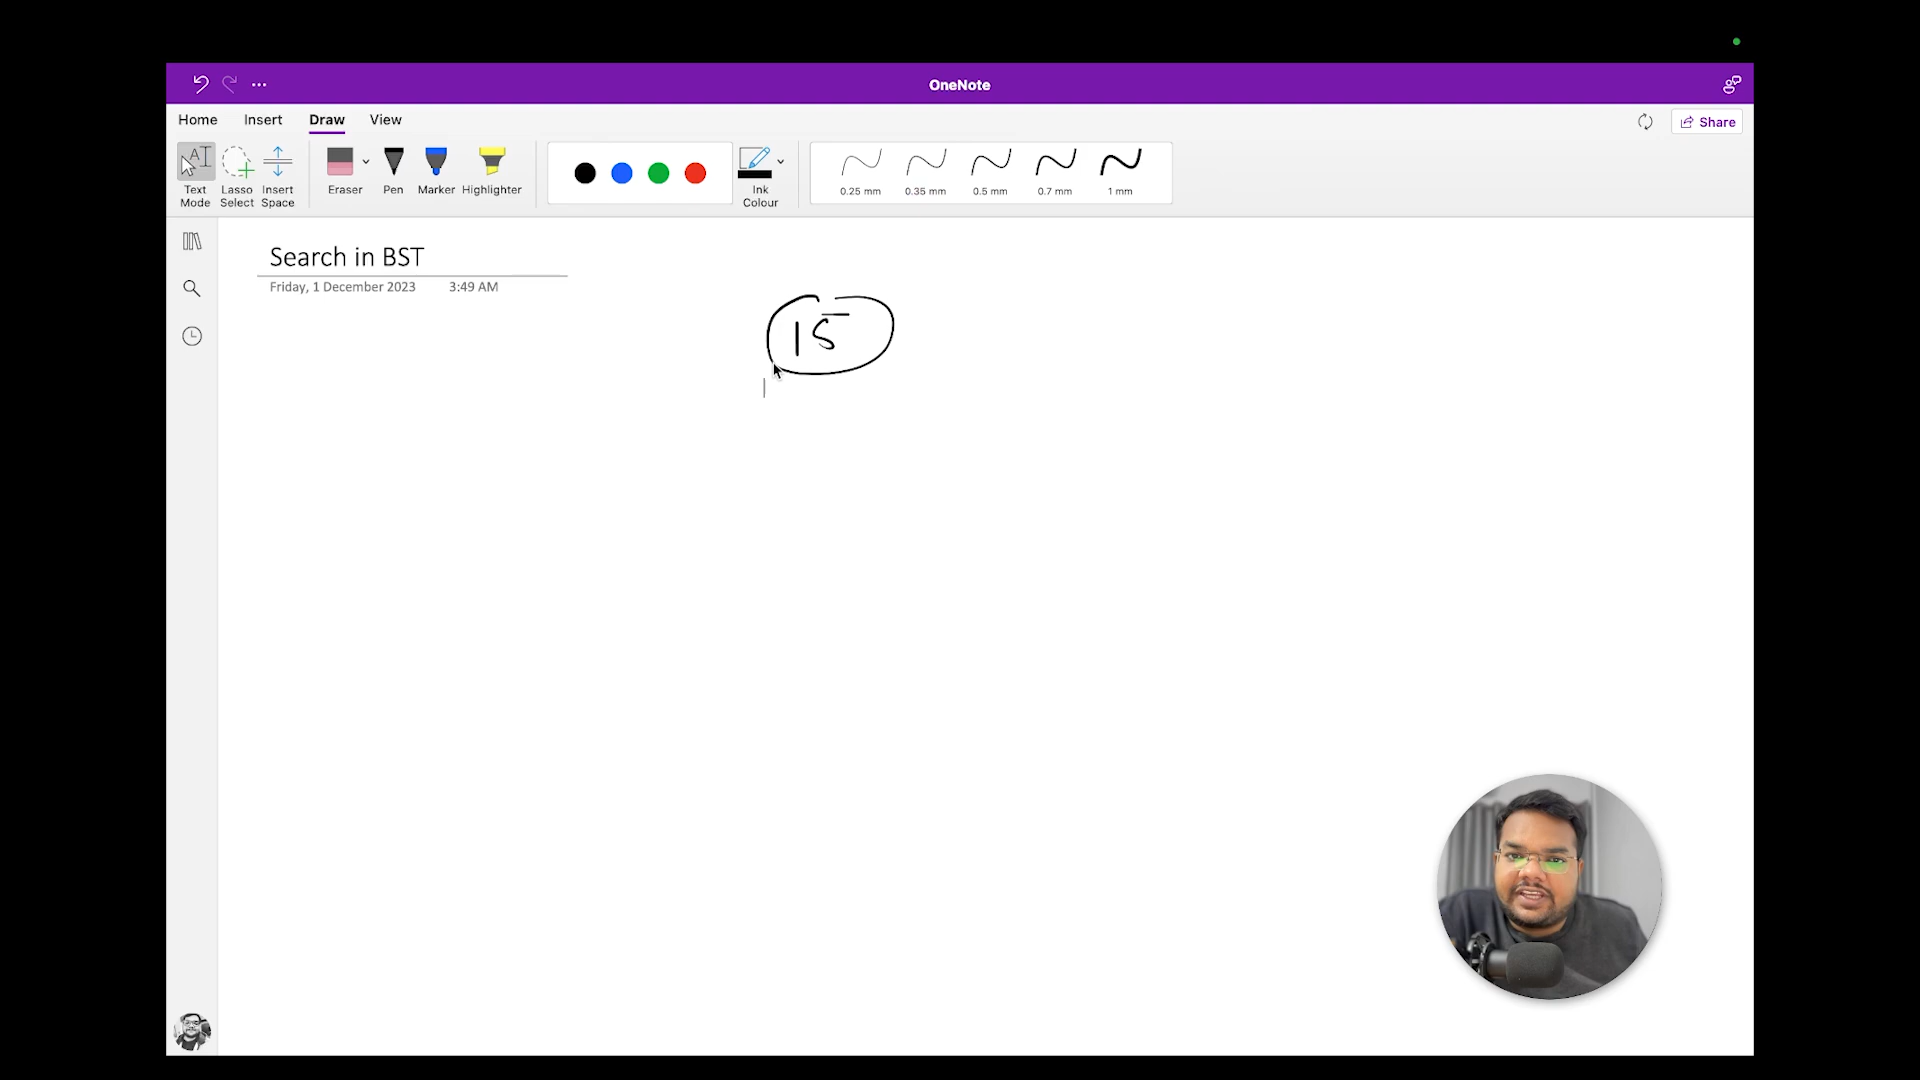 OneNote
Home Insert Draw View
Share
Text Mode
Lasso Select
Insert Space
Eraser
Pen
Marker
Highlighter
Ink Colour
0.25 mm
0.35 mm
0.5 mm
0.7 mm
1 mm
Search in BST
Friday, 1 December 2023 3:49 AM
15